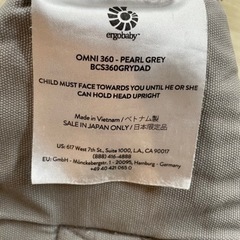 ergobaby
OMNI 360 - PEARL GREY
BCS360GRYDAD
CHILD MUST FACE TOWARDS YOU UNTIL HE OR SHE
CAN HOLD HEAD UPRIGHT
Made in Vietnam / ベトナム製
SALE IN JAPAN ONLY / 日本限定品
US: 617 West 7th St., Suite 1000, Los Angeles, CA 90017
(888) 416-4888
EU: GmbH - Mönckebergstr. 11 - 20095, Hamburg - Germany
+49 40 421 065 0